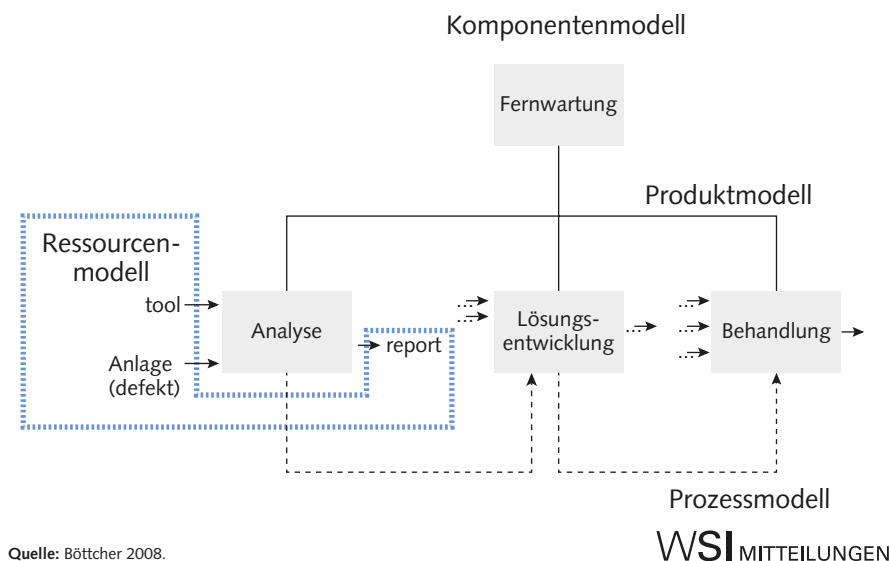 Komponentenmodell
Fernwartung
Produktmodell
Ressourcen-
modell
tool
Anlage
(defekt)
Analyse
report
...
...
Lösungs-
entwicklung
...
...
...
...
Behandlung
Prozessmodell
Quelle: Böttcher 2008.
WSI MITTEILUNGEN